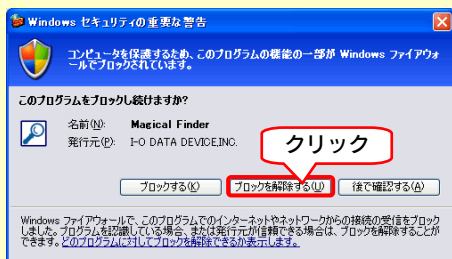 Windows セキュリティの重要な警告
コンピュータを保護するため、このプログラムの機能の一部が Windows ファイアウォ
ールでブロックされています。
このプログラムをブロックし続けますか?
名前(N): Magical Finder
発行元(P): I-O DATA DEVICE,INC.
クリック
ブロックする(K) ブロックを解除する(U) 後で確認する(A)
Windows ファイアウォールで、このプログラムでのインターネットやネットワークからの接続の受信をブロック
しました。プログラムを認識している場合、または発行元が信頼できる場合は、ブロックを解除することが
できます。どのプログラムに対してブロックを解除できるか表示します。